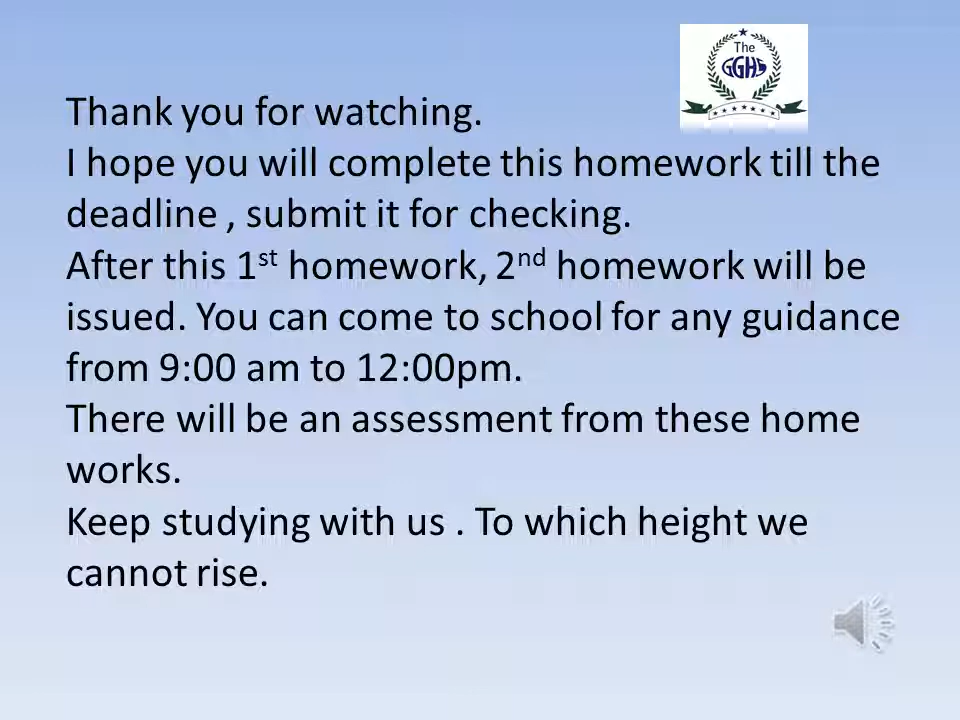 The
GGHS
Thank you for watching.
I hope you will complete this homework till the
deadline , submit it for checking.
After this 1st homework, 2nd homework will be
issued. You can come to school for any guidance
from 9:00 am to 12:00pm.
There will be an assessment from these home
works.
Keep studying with us . To which height we
cannot rise.